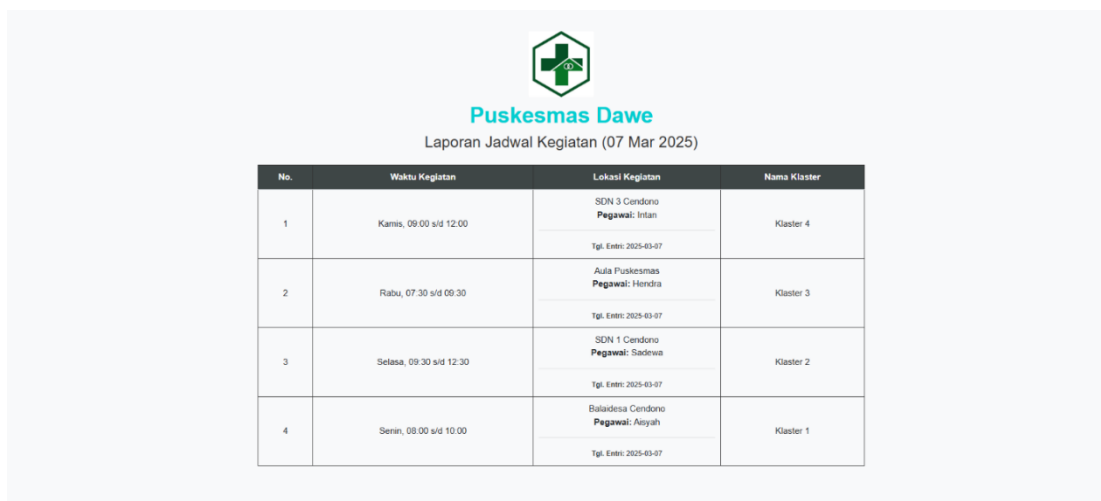 Puskesmas Dawe
Laporan Jadwal Kegiatan (07 Mar 2025)
No. Waktu Kegiatan Lokasi Kegiatan Nama Klaster
1 Kamis, 09:00 s/d 12:00 SDN 3 Cendono
Pegawai: Intan
Tgl. Entri: 2025-03-07 Klaster 4
2 Rabu, 07:30 s/d 09:30 Aula Puskesmas
Pegawai: Hendra
Tgl. Entri: 2025-03-07 Klaster 3
3 Selasa, 09:30 s/d 12:30 SDN 1 Cendono
Pegawai: Sadewa
Tgl. Entri: 2025-03-07 Klaster 2
4 Senin, 08:00 s/d 10:00 Balaidesa Cendono
Pegawai: Aisyah
Tgl. Entri: 2025-03-07 Klaster 1